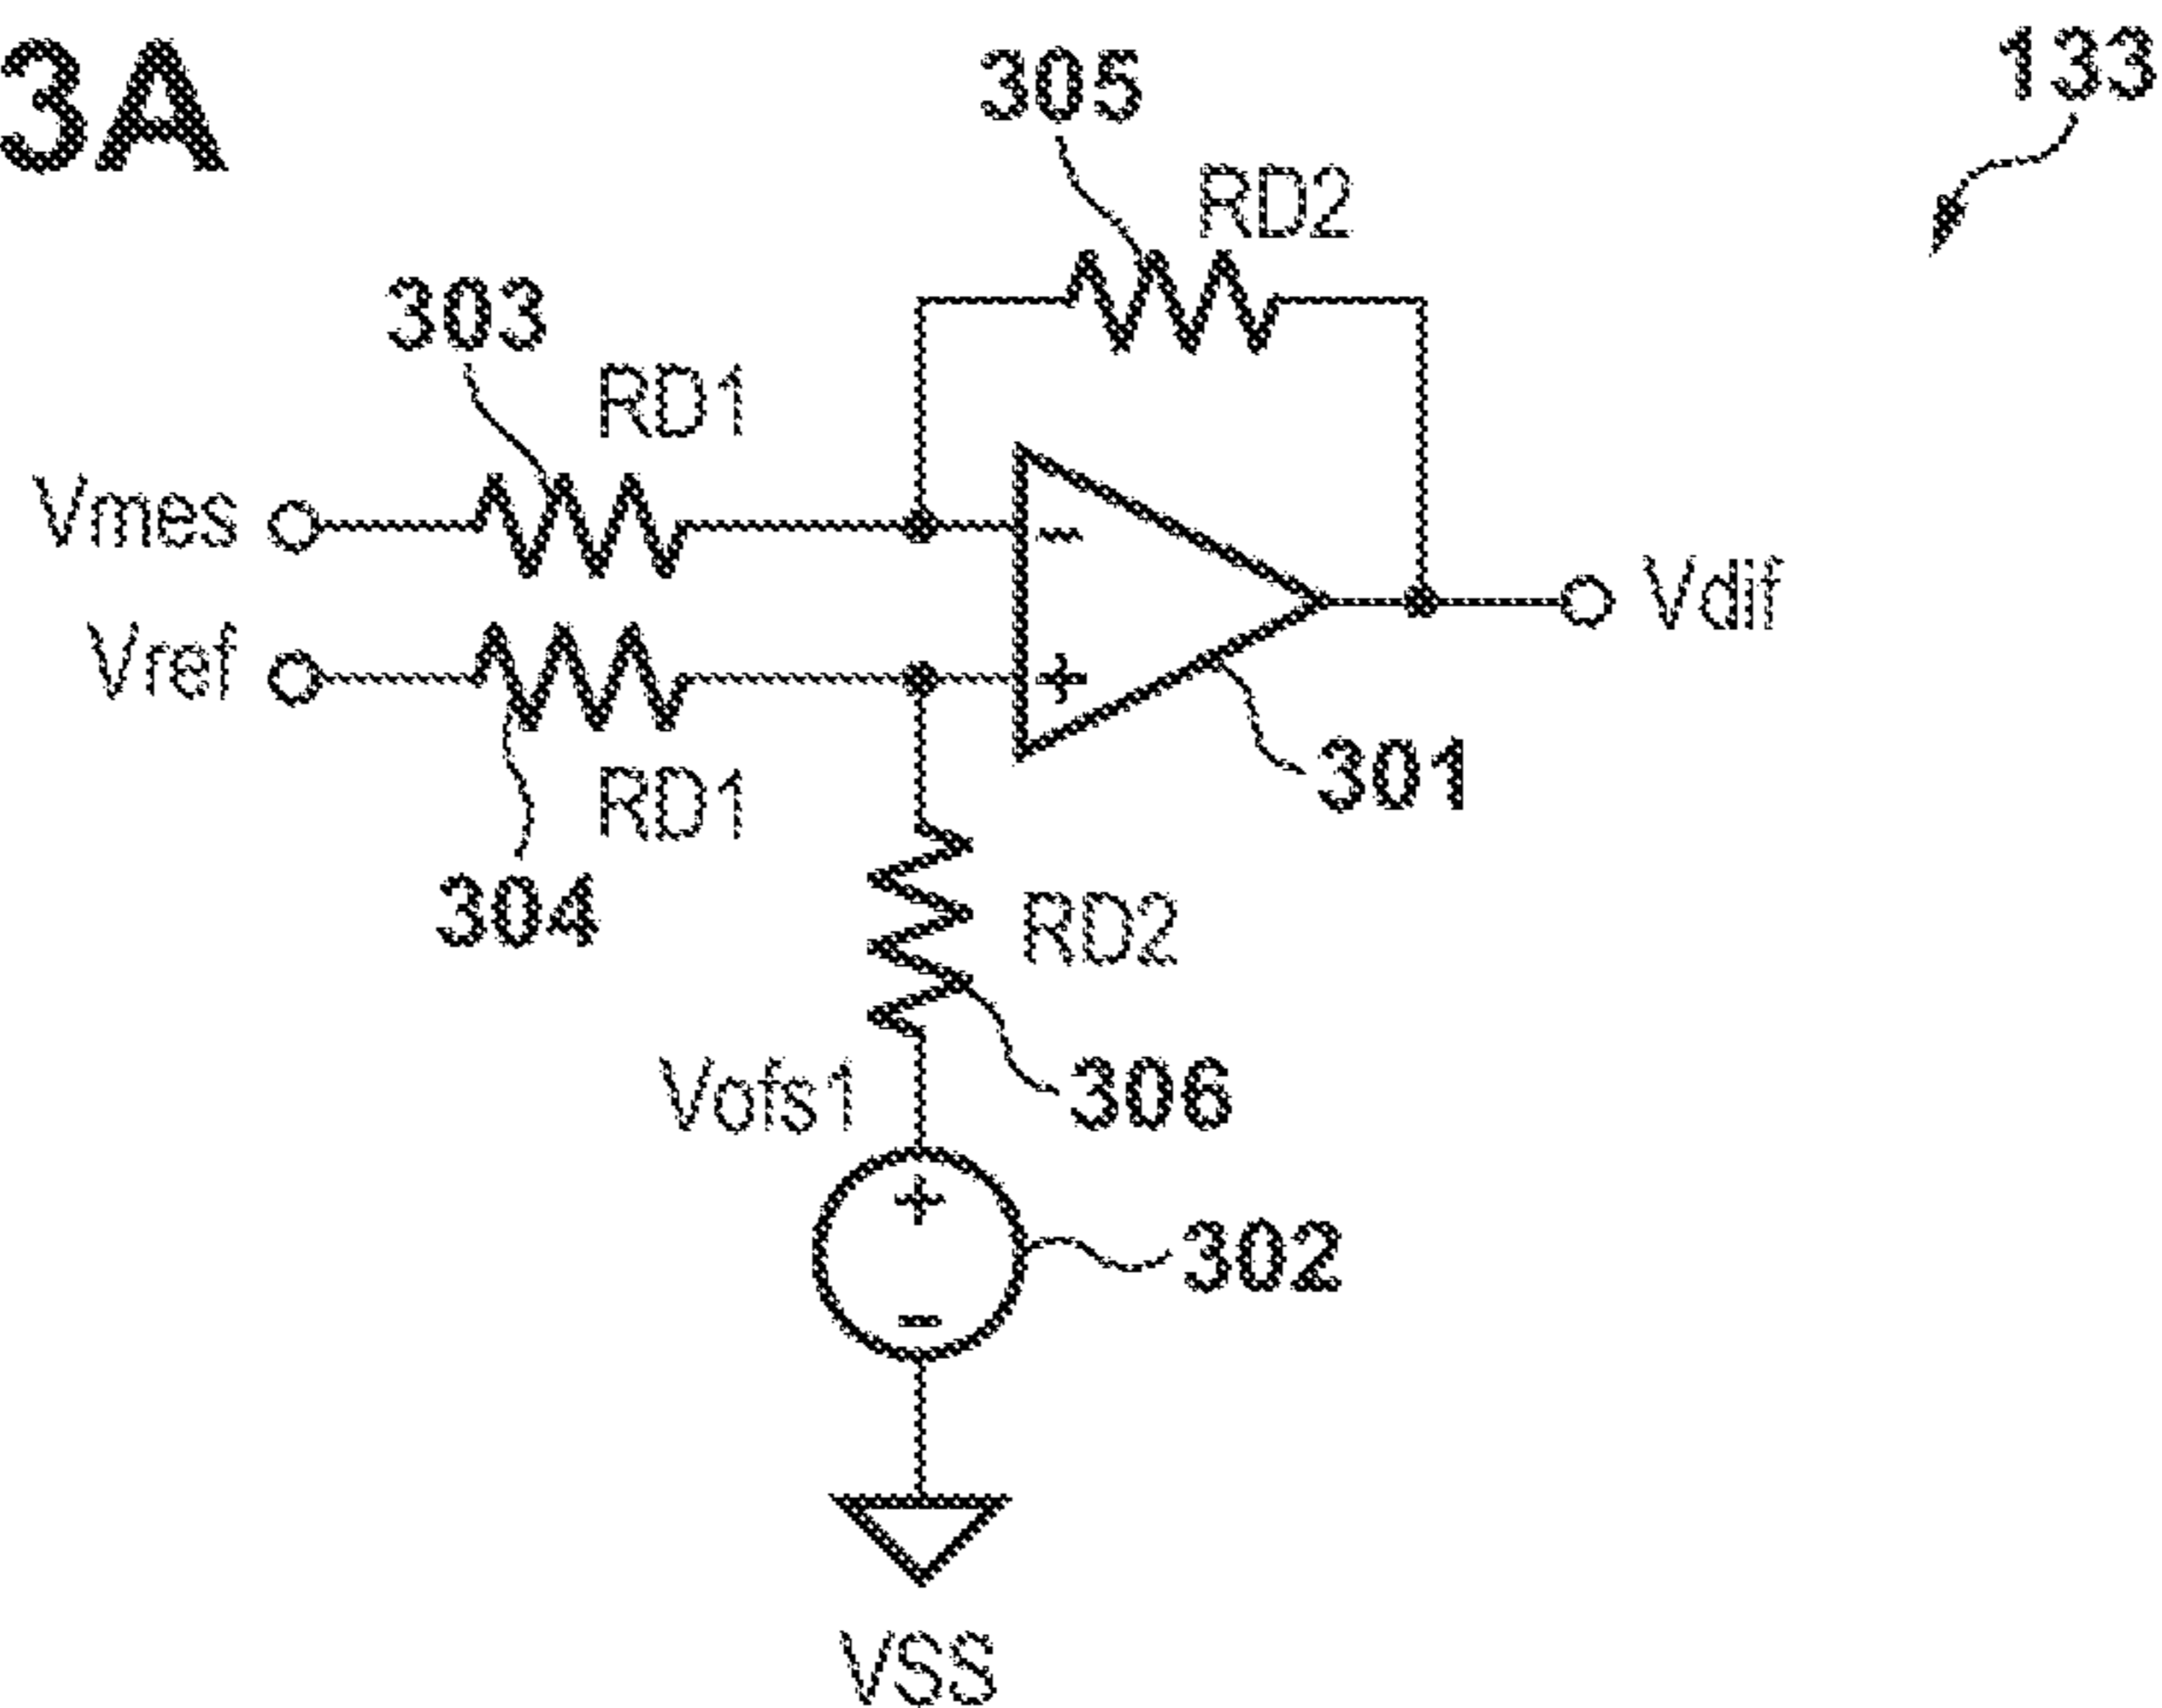 3A
305
133
RD2
303
RD1
Vmes
-
Vdif
Vref
+
301
RD1
304
RD2
Vofs1
306
+
302
-
VSS